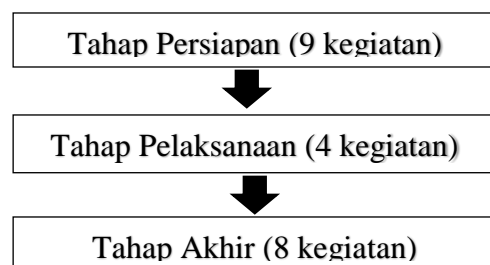 Tahap Persiapan (9 kegiatan)
Tahap Pelaksanaan (4 kegiatan)
Tahap Akhir (8 kegiatan)